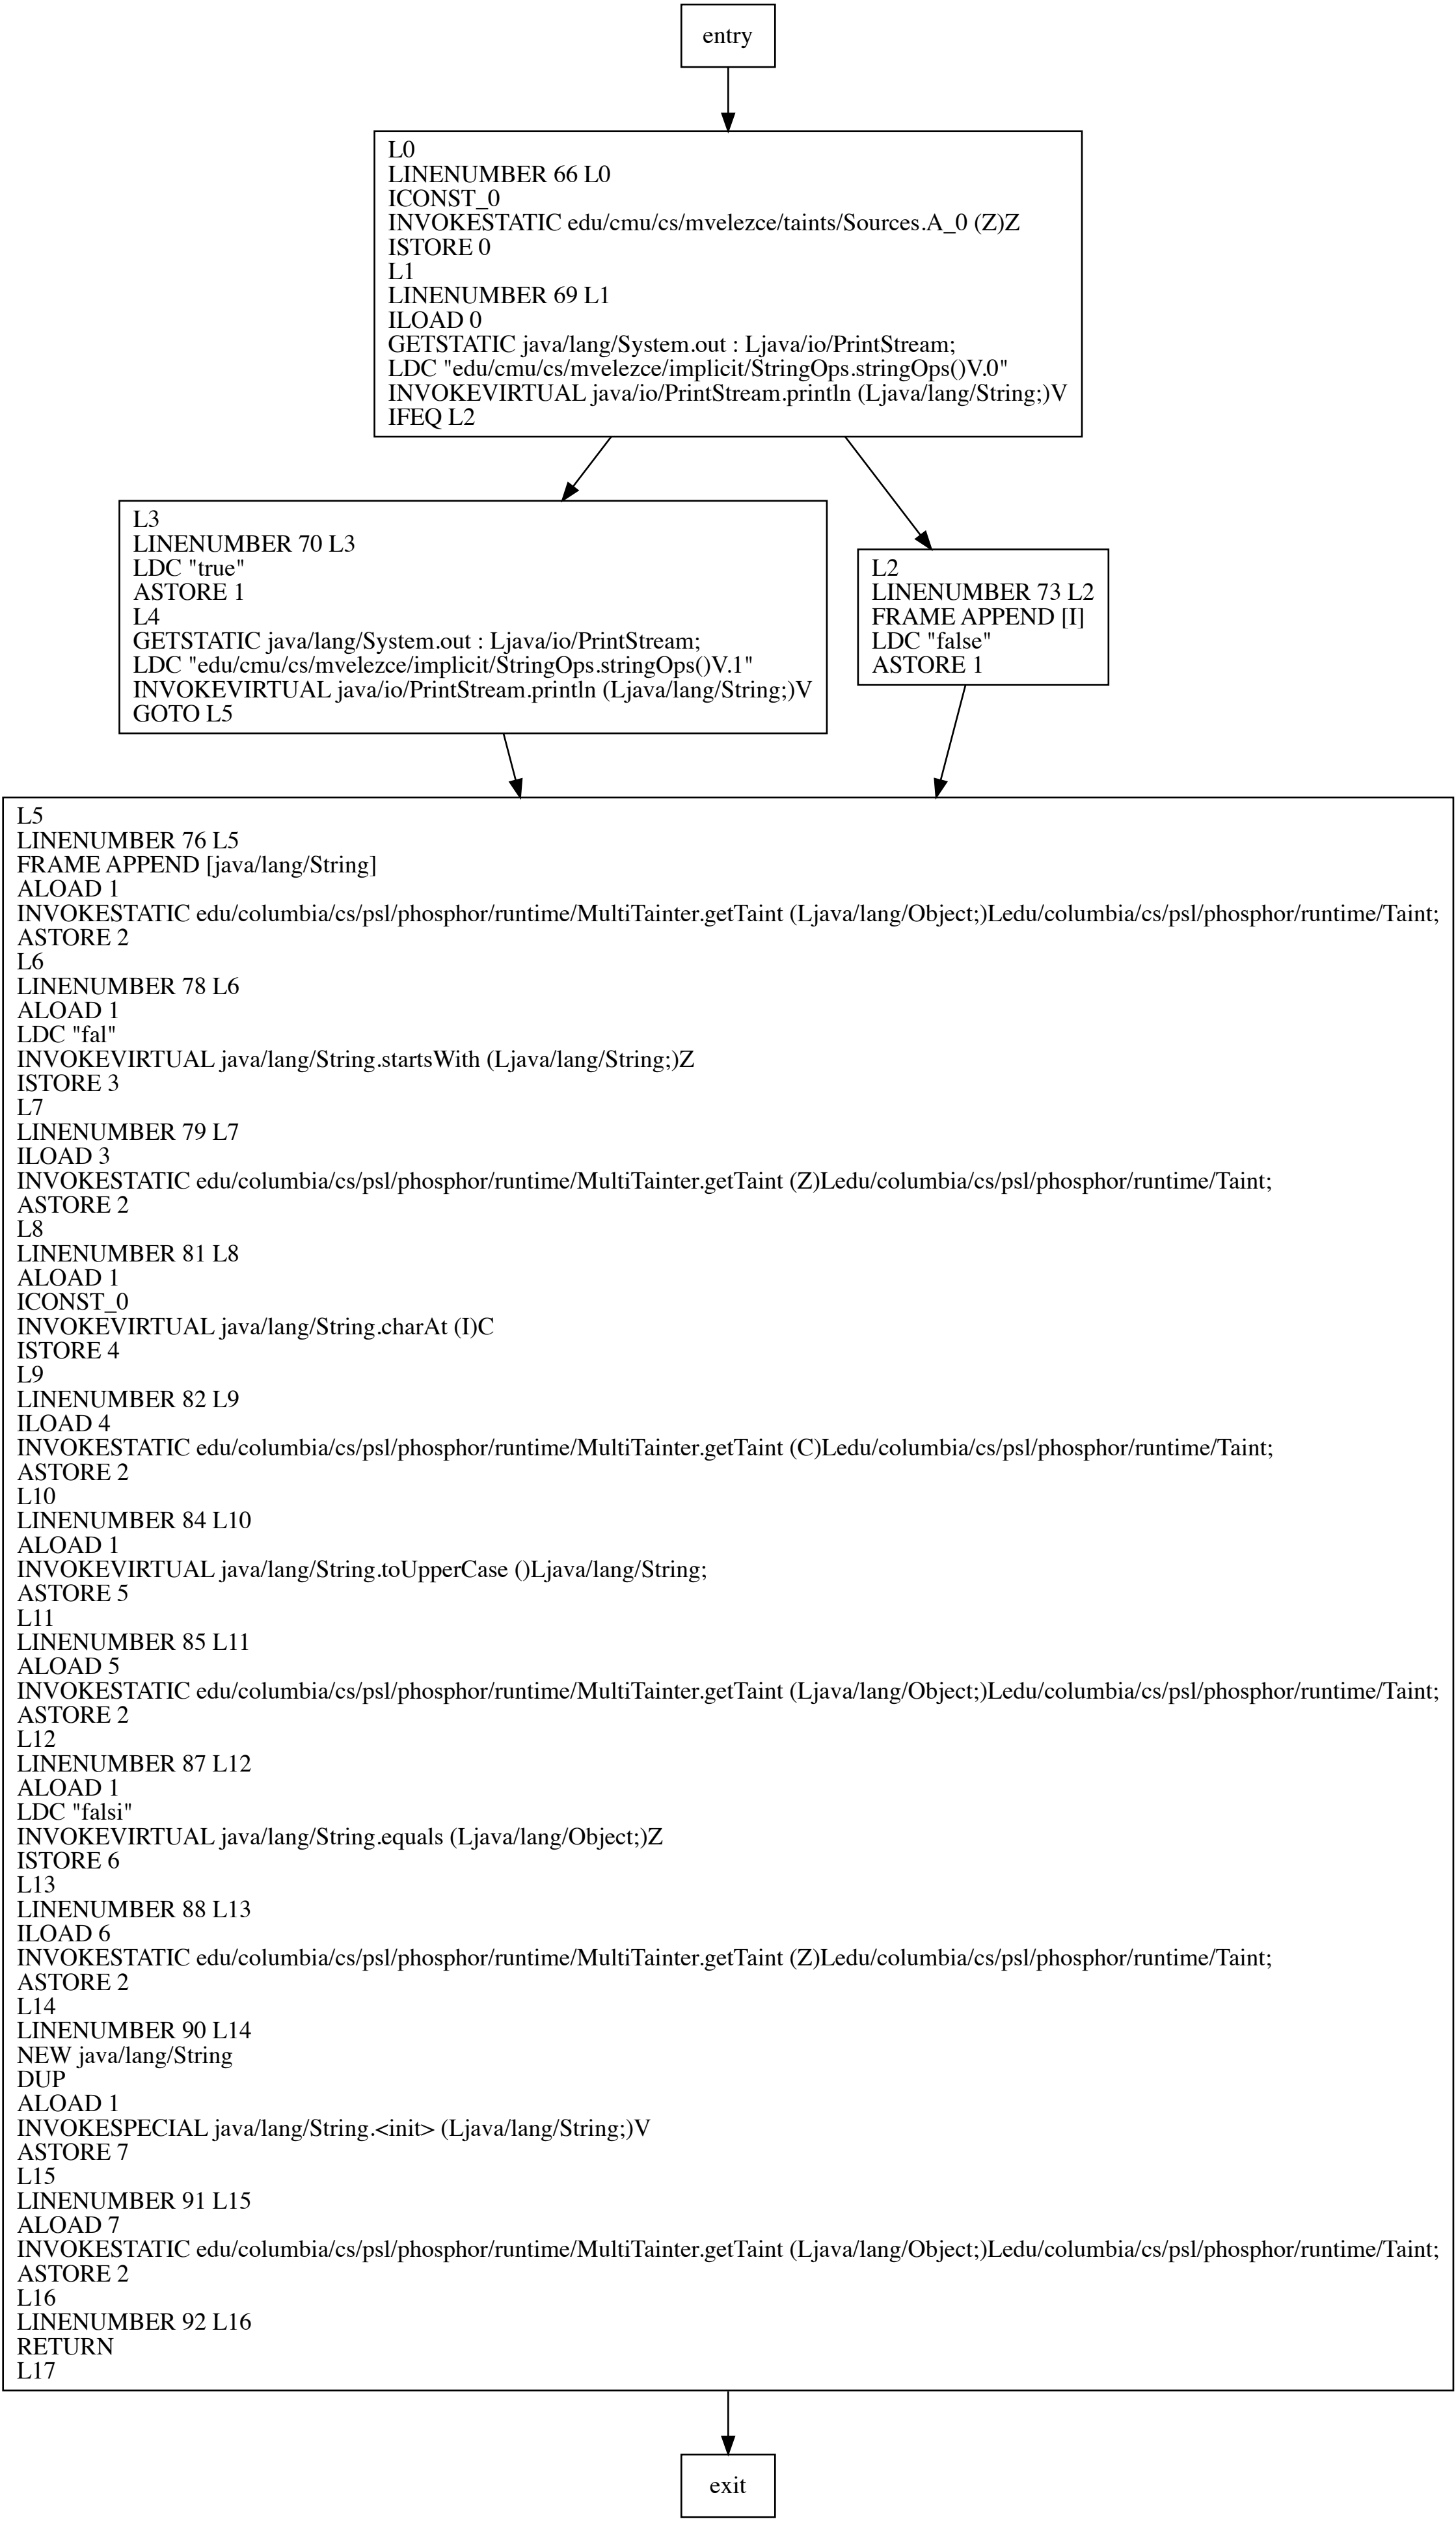 entry
L0
LINENUMBER 66 L0
ICONST_0
INVOKESTATIC edu/cmu/cs/mvelezce/taints/Sources.A_0 (Z)Z
ISTORE 0
L1
LINENUMBER 69 L1
ILOAD 0
GETSTATIC java/lang/System.out : Ljava/io/PrintStream;
LDC "edu/cmu/cs/mvelezce/implicit/StringOps.stringOps()V.0"
INVOKEVIRTUAL java/io/PrintStream.println (Ljava/lang/String;)V
IFEQ L2
L3
LINENUMBER 70 L3
LDC "true"
ASTORE 1
L4
GETSTATIC java/lang/System.out : Ljava/io/PrintStream;
LDC "edu/cmu/cs/mvelezce/implicit/StringOps.stringOps()V.1"
INVOKEVIRTUAL java/io/PrintStream.println (Ljava/lang/String;)V
GOTO L5
L2
LINENUMBER 73 L2
FRAME APPEND [I]
LDC "false"
ASTORE 1
L5
LINENUMBER 76 L5
FRAME APPEND [java/lang/String]
ALOAD 1
INVOKESTATIC edu/columbia/cs/psl/phosphor/runtime/MultiTainter.getTaint (Ljava/lang/Object;)Ledu/columbia/cs/psl/phosphor/runtime/Taint;
ASTORE 2
L6
LINENUMBER 78 L6
ALOAD 1
LDC "fal"
INVOKEVIRTUAL java/lang/String.startsWith (Ljava/lang/String;)Z
ISTORE 3
L7
LINENUMBER 79 L7
ILOAD 3
INVOKESTATIC edu/columbia/cs/psl/phosphor/runtime/MultiTainter.getTaint (Z)Ledu/columbia/cs/psl/phosphor/runtime/Taint;
ASTORE 2
L8
LINENUMBER 81 L8
ALOAD 1
ICONST_0
INVOKEVIRTUAL java/lang/String.charAt (I)C
ISTORE 4
L9
LINENUMBER 82 L9
ILOAD 4
INVOKESTATIC edu/columbia/cs/psl/phosphor/runtime/MultiTainter.getTaint (C)Ledu/columbia/cs/psl/phosphor/runtime/Taint;
ASTORE 2
L10
LINENUMBER 84 L10
ALOAD 1
INVOKEVIRTUAL java/lang/String.toUpperCase ()Ljava/lang/String;
ASTORE 5
L11
LINENUMBER 85 L11
ALOAD 5
INVOKESTATIC edu/columbia/cs/psl/phosphor/runtime/MultiTainter.getTaint (Ljava/lang/Object;)Ledu/columbia/cs/psl/phosphor/runtime/Taint;
ASTORE 2
L12
LINENUMBER 87 L12
ALOAD 1
LDC "falsi"
INVOKEVIRTUAL java/lang/String.equals (Ljava/lang/Object;)Z
ISTORE 6
L13
LINENUMBER 88 L13
ILOAD 6
INVOKESTATIC edu/columbia/cs/psl/phosphor/runtime/MultiTainter.getTaint (Z)Ledu/columbia/cs/psl/phosphor/runtime/Taint;
ASTORE 2
L14
LINENUMBER 90 L14
NEW java/lang/String
DUP
ALOAD 1
INVOKESPECIAL java/lang/String.<init> (Ljava/lang/String;)V
ASTORE 7
L15
LINENUMBER 91 L15
ALOAD 7
INVOKESTATIC edu/columbia/cs/psl/phosphor/runtime/MultiTainter.getTaint (Ljava/lang/Object;)Ledu/columbia/cs/psl/phosphor/runtime/Taint;
ASTORE 2
L16
LINENUMBER 92 L16
RETURN
L17
exit